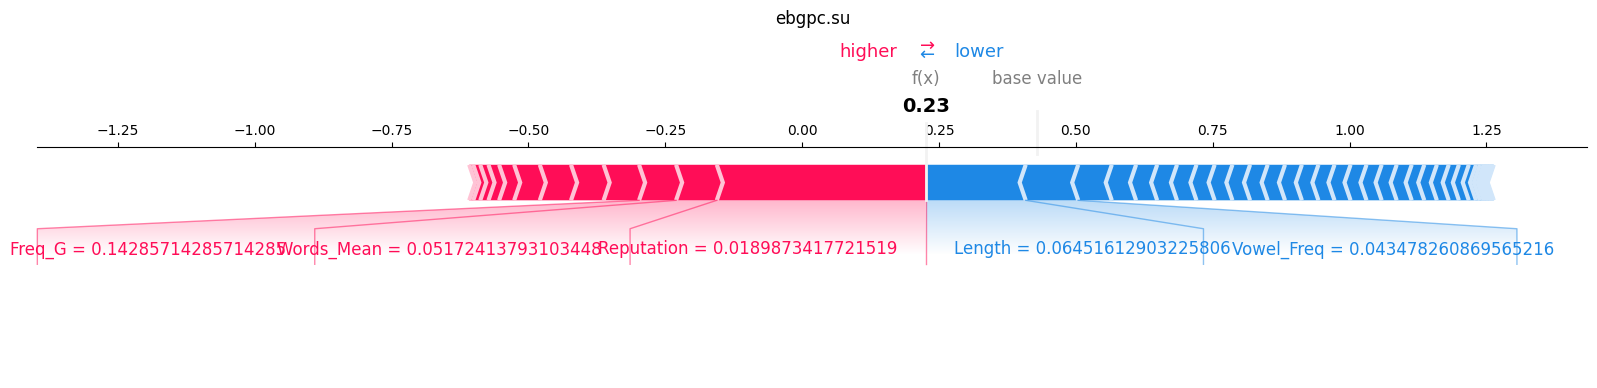 ebgpc.su
higher → ← lower
f(x) base value
0.23
−1.25 −1.00 −0.75 −0.50 −0.25 0.00 0.25 0.50 0.75 1.00 1.25
Freq_G = 0.14285714285714285 Words_Mean = 0.05172413793103448 Reputation = 0.0189873417721519 Length = 0.06451612903225806 Vowel_Freq = 0.043478260869565216